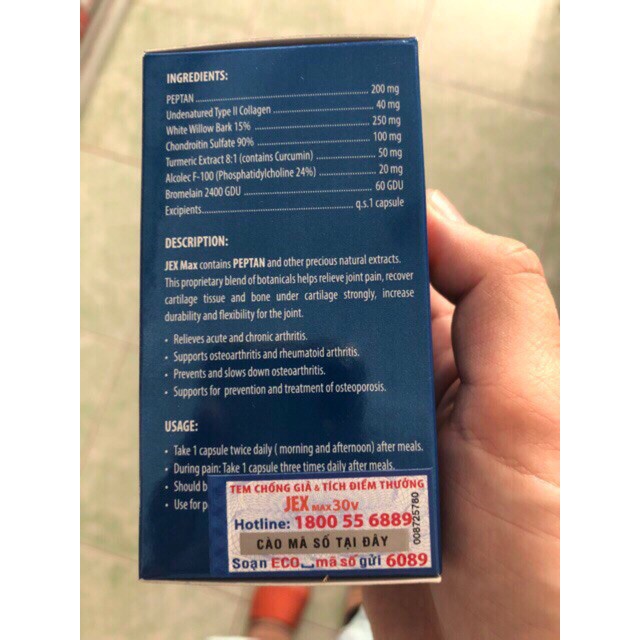 INGREDIENTS:
PEPTAN 200 mg
Undenatured Type II Collagen 40 mg
White Willow Bark 15% 250 mg
Chondroitin Sulfate 90% 100 mg
Turmeric Extract 8:1 (contains Curcumin) 50 mg
Alcolec F-100 (Phosphatidylcholine 24%) 20 mg
Bromelain 2400 GDU 60 GDU
Excipients q.s.1 capsule
DESCRIPTION:
JEX Max contains PEPTAN and other precious natural extracts.
This proprietary blend of botanicals helps relieve joint pain, recover
cartilage tissue and bone under cartilage strongly, increase
durability and flexibility for the joint.
• Relieves acute and chronic arthritis.
• Supports osteoarthritis and rheumatoid arthritis.
• Prevents and slows down osteoarthritis.
• Supports for prevention and treatment of osteoporosis.
USAGE:
• Take 1 capsule twice daily ( morning and afternoon) after meals.
• During pain: Take 1 capsule three times daily after meals.
• Should b
• Use for p
TEM CHỐNG GIẢ & TÍCH ĐIỂM THƯỞNG
JEX MAX 30v
Hotline: 1800 55 6889
CÀO MÃ SỐ TẠI ĐÂY
Soạn ECO mã số gửi 6089
008725780